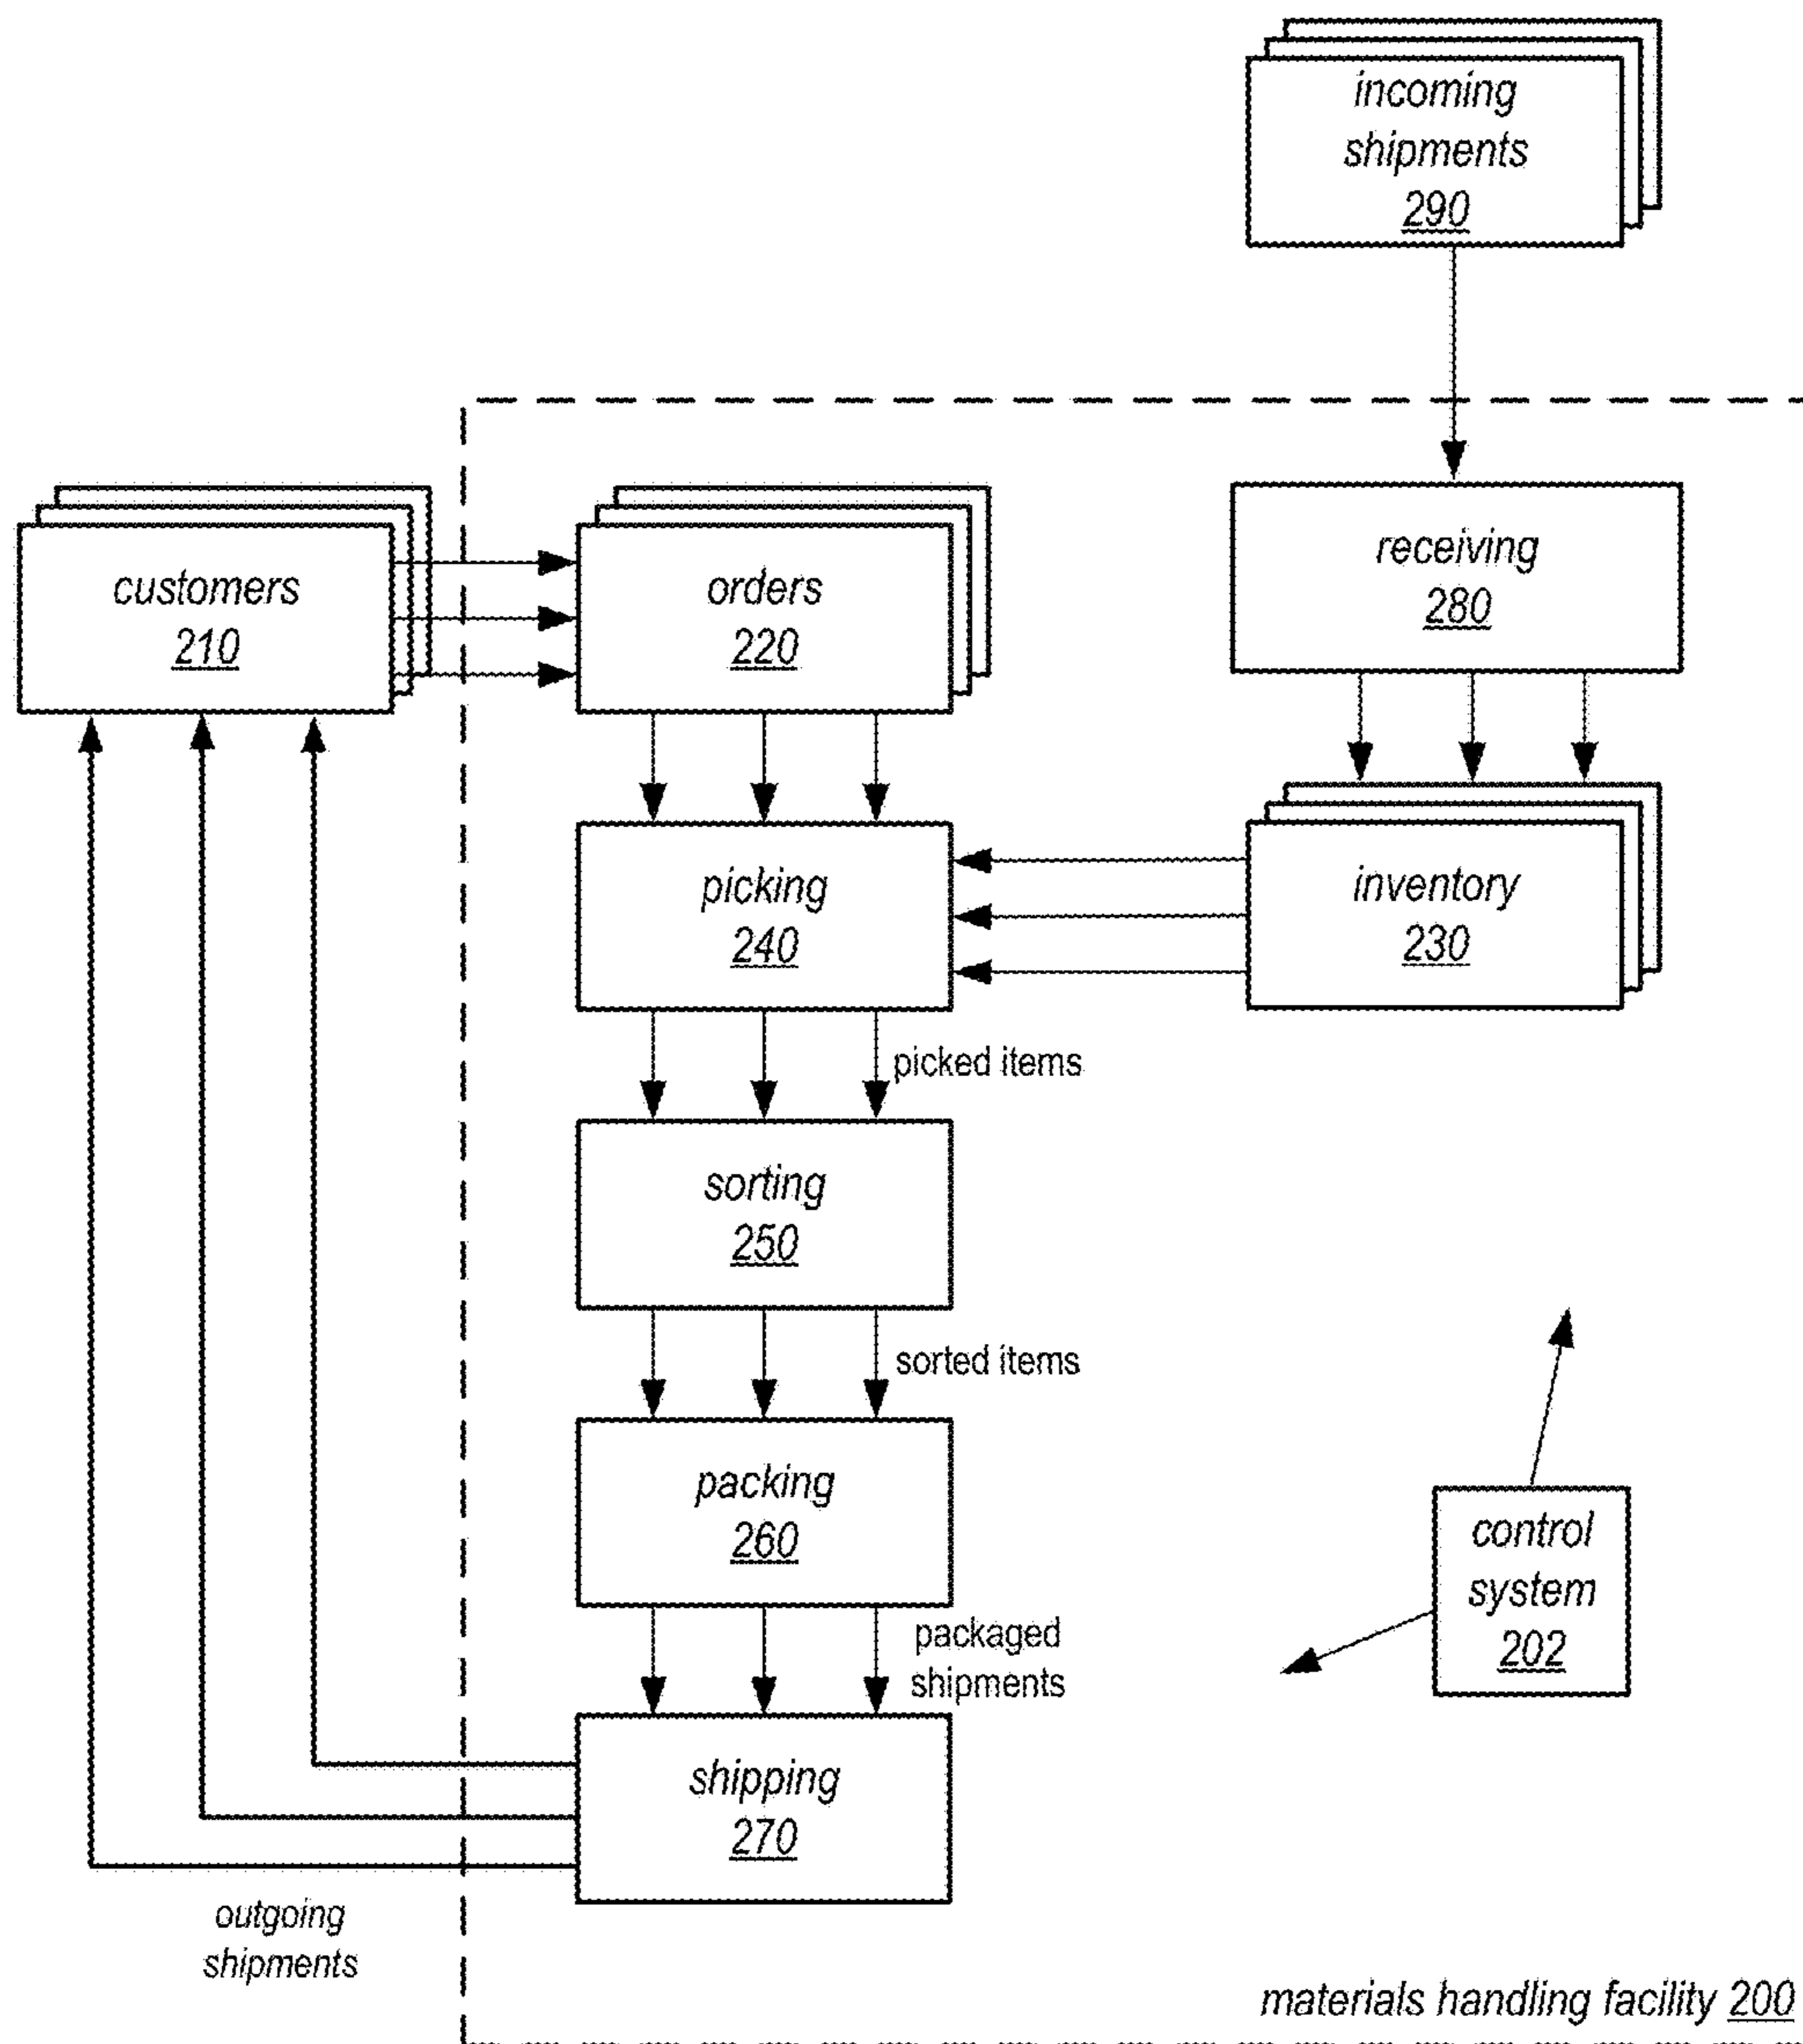 incoming
shipments
290
customers
210
orders
220
receiving
280
picking
240
inventory
230
picked items
sorting
250
sorted items
packing
260
control
system
202
packaged
shipments
shipping
270
outgoing
shipments
materials handling facility 200